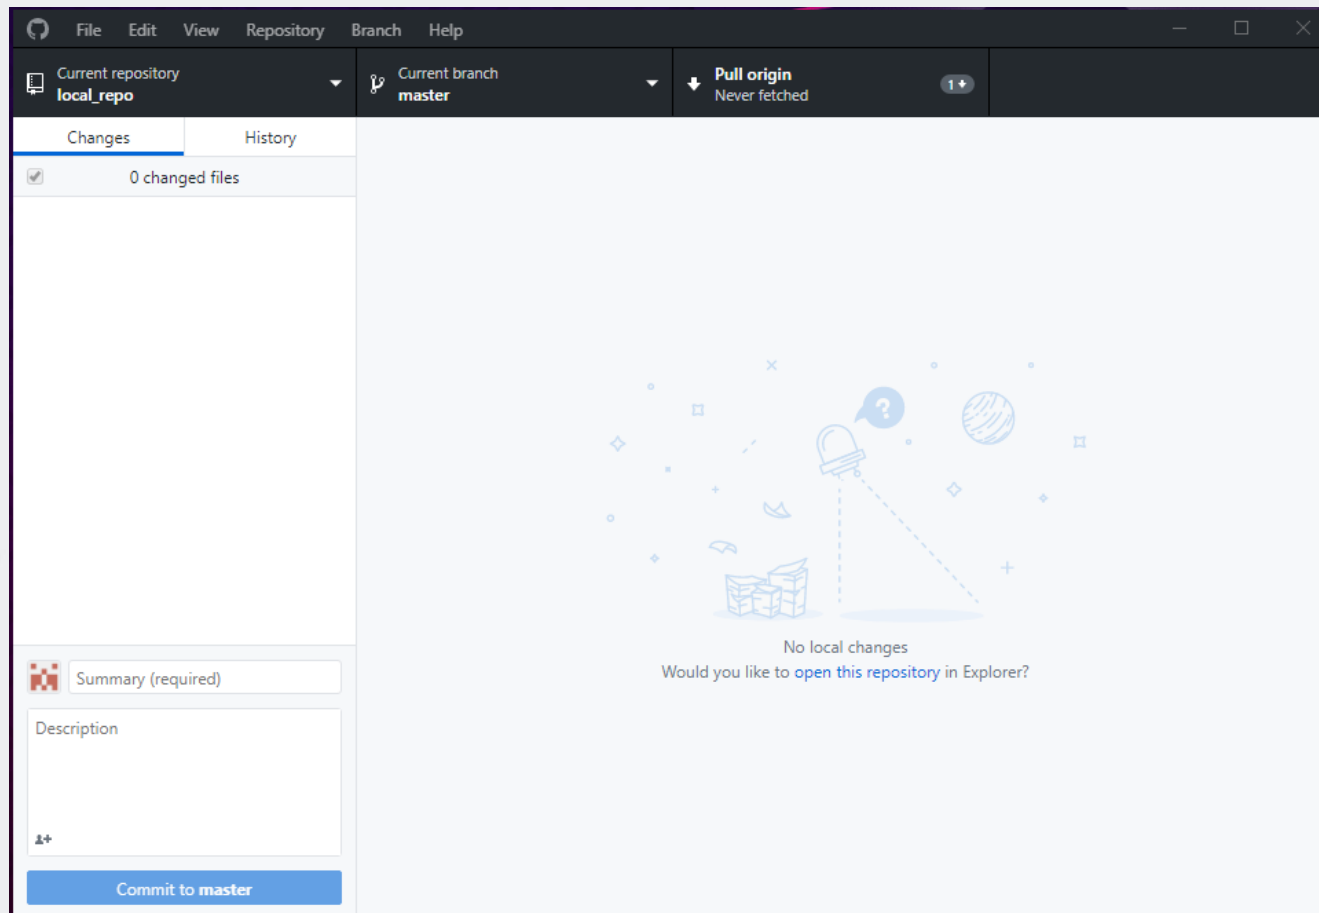 File Edit View Repository Branch Help
Current repository
local_repo
Current branch
master
Pull origin
Never fetched
1
Changes
History
0 changed files
?
No local changes
Would you like to open this repository in Explorer?
Summary (required)
Description
Commit to master